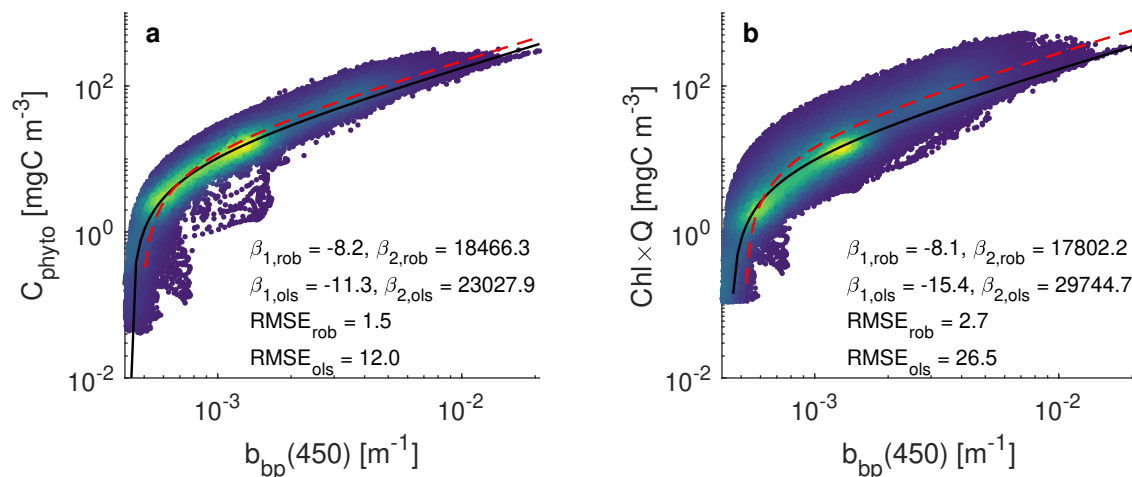 a
C_phyto [mgC m^-3]
10^2
10^0
10^-2
β_1,rob = -8.2, β_2,rob = 18466.3
β_1,ols = -11.3, β_2,ols = 23027.9
RMSE_rob = 1.5
RMSE_ols = 12.0
10^-3
10^-2
b_bp(450) [m^-1]
b
Chl×Q [mgC m^-3]
10^2
10^0
10^-2
β_1,rob = -8.1, β_2,rob = 17802.2
β_1,ols = -15.4, β_2,ols = 29744.7
RMSE_rob = 2.7
RMSE_ols = 26.5
10^-3
10^-2
b_bp(450) [m^-1]